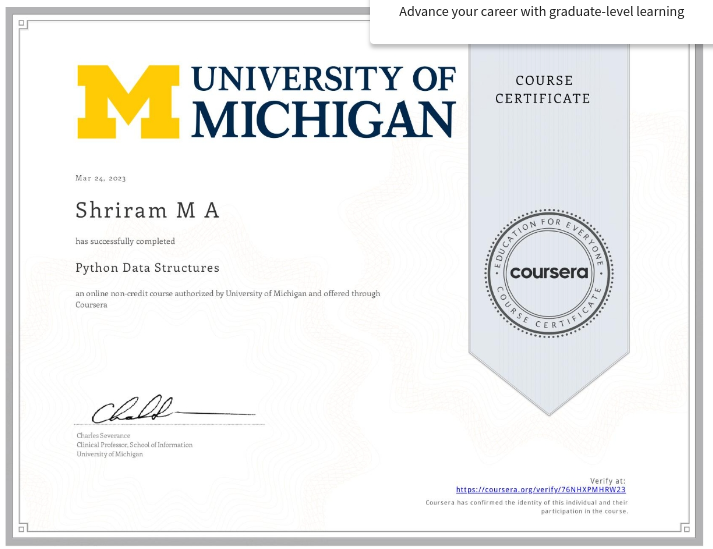 Advance your career with graduate-level learning
M UNIVERSITY OF
MICHIGAN
COURSE
CERTIFICATE
Mar 24, 2023
Shriram M A
has successfully completed
Python Data Structures
an online non-credit course authorized by University of Michigan and offered through
Coursera
EDUCATION FOR EVERYONE
coursera
COURSE CERTIFICATE
Charles Severance
Clinical Professor, School of Information
University of Michigan
Verify at:
https://coursera.org/verify/76NHXPMHRW23
Coursera has confirmed the identity of this individual and their
participation in the course.